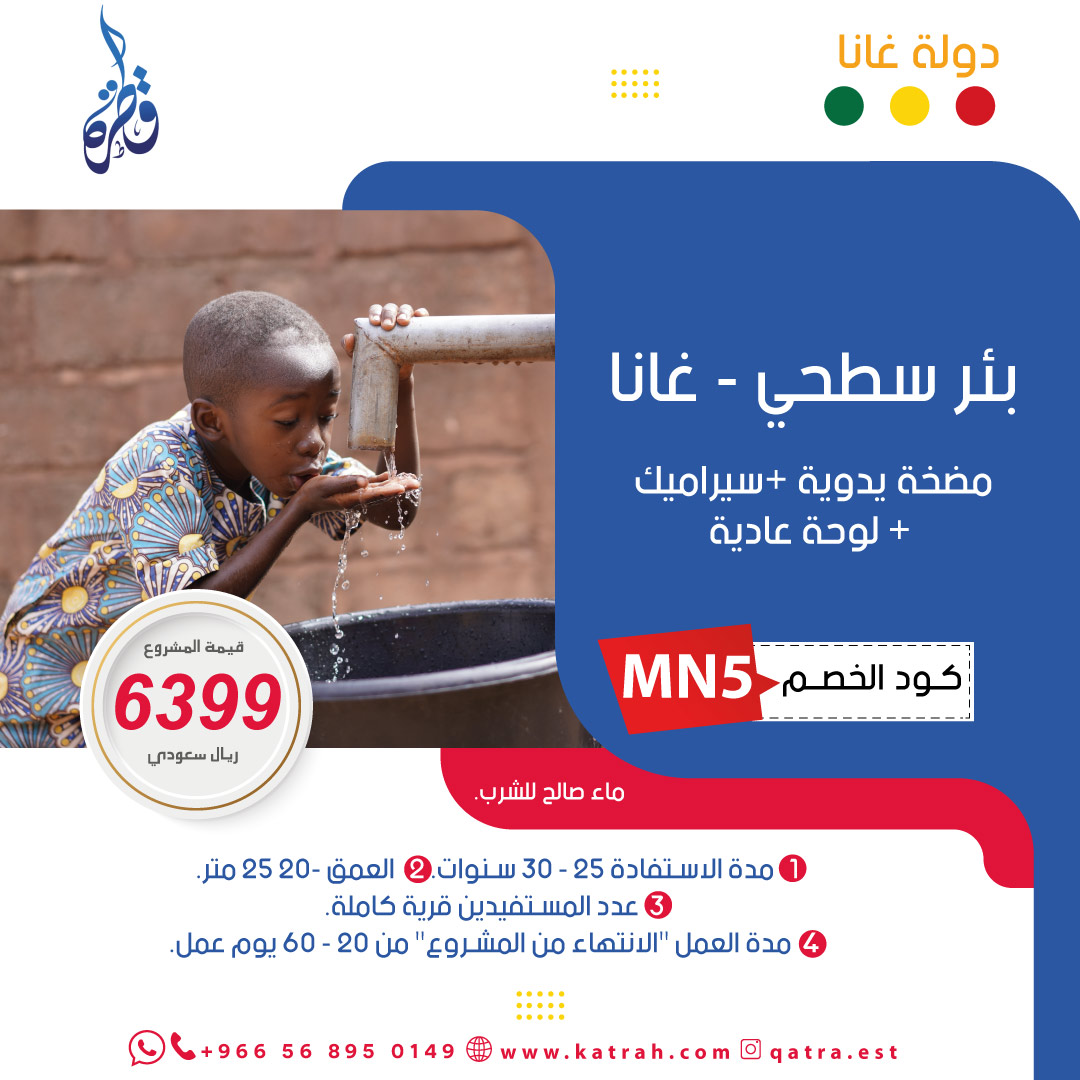 قطرة
دولة غانا
بئر سطحي - غانا
مضخة يدوية +سيراميك
+ لوحة عادية
كود الخصم MN5
قيمة المشروع
6399
ريال سعودي
ماء صالح للشرب.
1 مدة الاستفادة 25 - 30 سنوات. 2 العمق -20 25 متر.
3 عدد المستفيدين قرية كاملة.
4 مدة العمل "الانتهاء من المشروع" من 20 - 60 يوم عمل.
+966 56 895 0149 www.katrah.com qatra.est